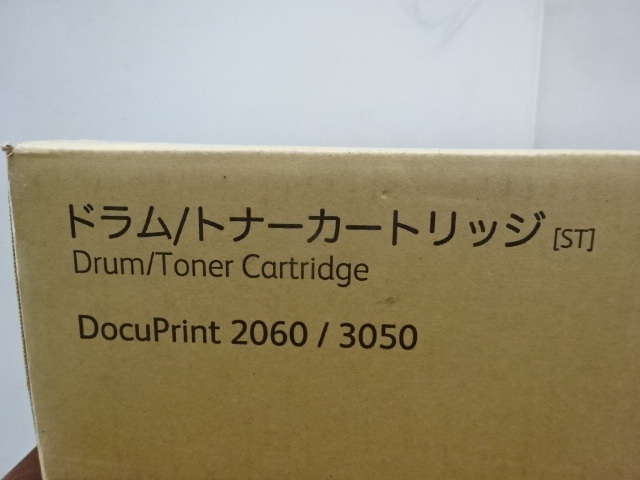 ドラム/トナーカートリッジ [ST]
Drum/Toner Cartridge
DocuPrint 2060 / 3050